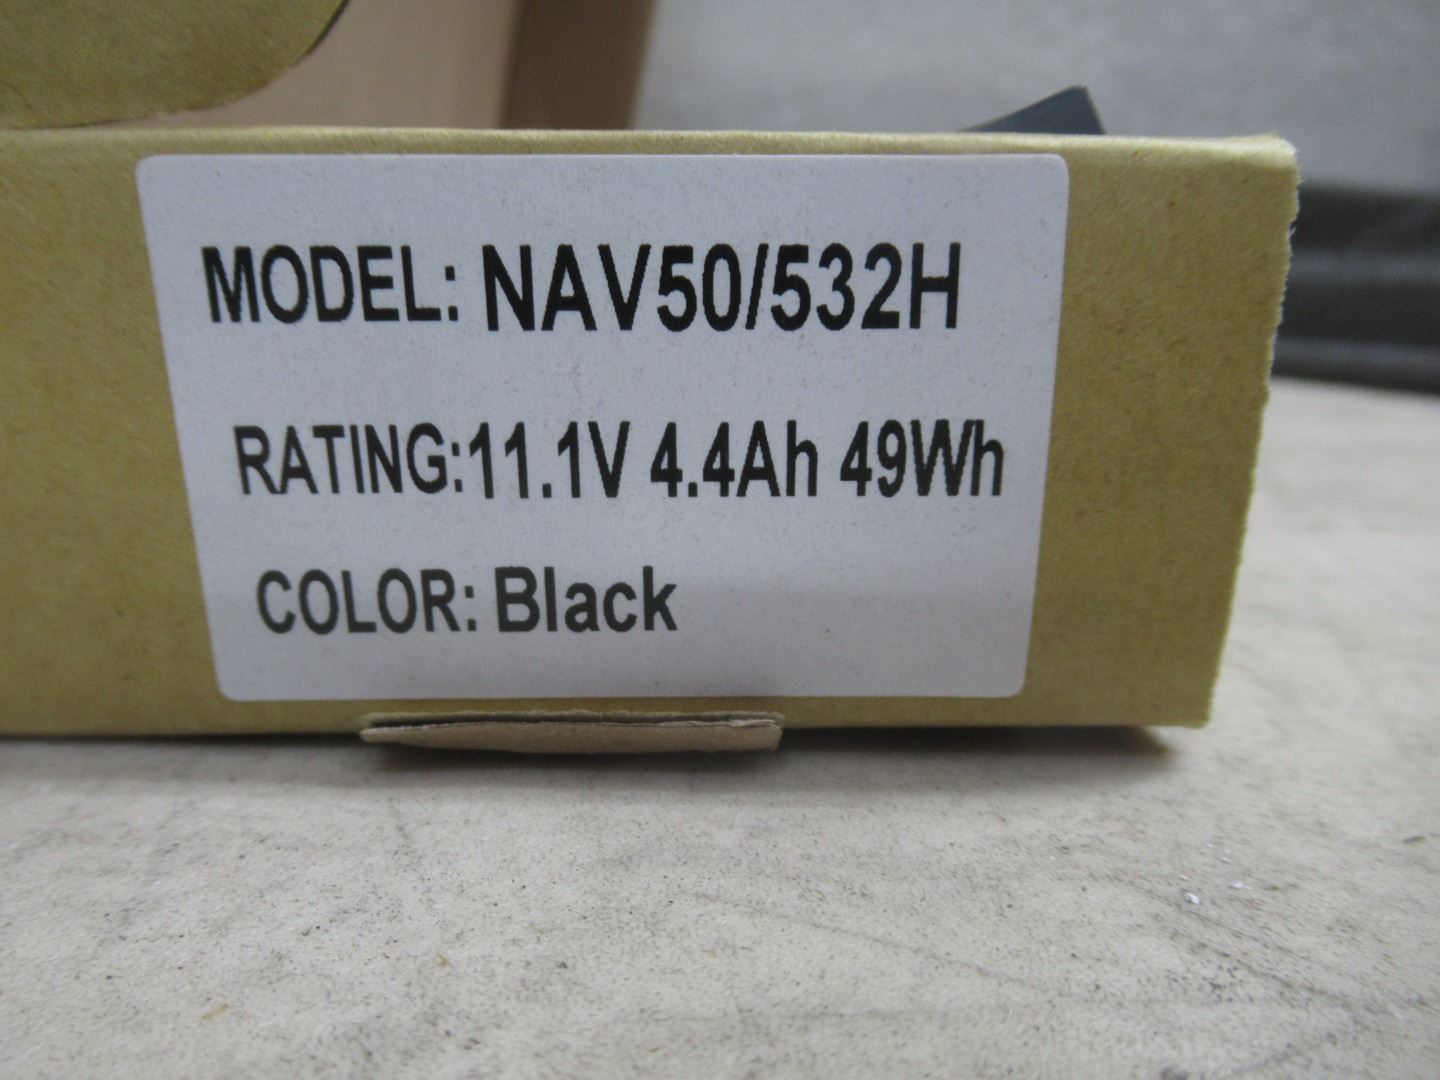 MODEL: NAV50/532H
RATING:11.1V 4.4Ah 49Wh
COLOR: Black